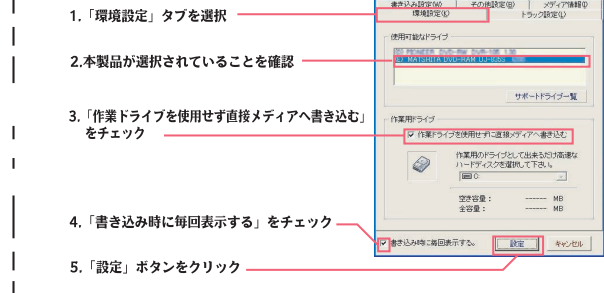 1.「環境設定」タブを選択
2.本製品が選択されていることを確認
3.「作業ドライブを使用せず直接メディアへ書き込む」
をチェック
4.「書き込み時に毎回表示する」をチェック
5.「設定」ボタンをクリック
書き込み設定(W) その他設定(Q) メディア情報(I)
環境設定(E) トラック設定(L)
使用可能なドライブ
MATSHITA DVD-RAM UJ-835S
サポートドライブ一覧
作業用ドライブ
作業ドライブを使用せずに直接メディアへ書き込む
作業用のドライブとして出来るだけ高速な
ハードディスクを選択して下さい。
C
空き容量： ------ MB
全容量： ------ MB
書き込み時に毎回表示する。 設定 キャンセル